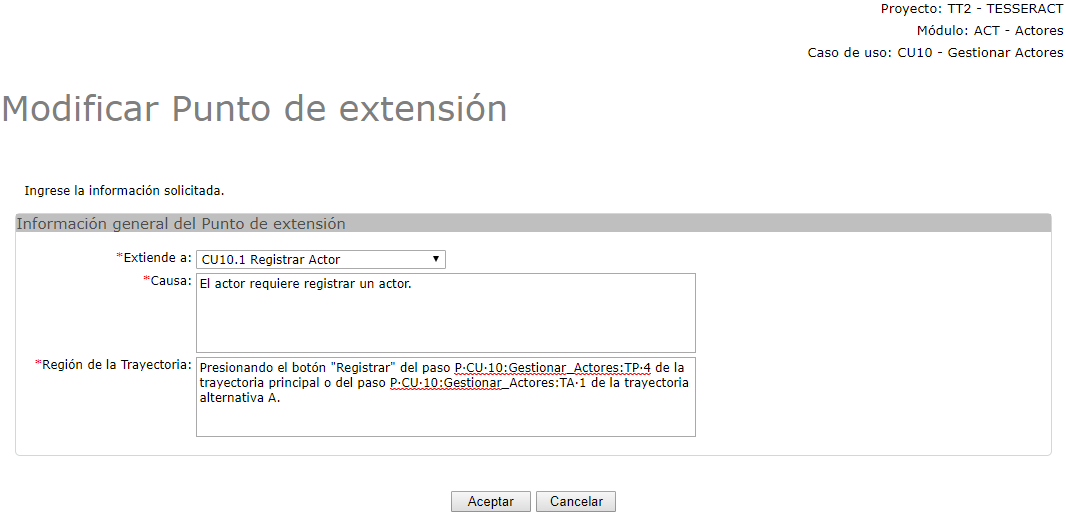 Proyecto: TT2 - TESSERACT
Módulo: ACT - Actores
Caso de uso: CU10 - Gestionar Actores
Modificar Punto de extensión
Ingrese la información solicitada.
Información general del Punto de extensión
*Extiende a: CU10.1 Registrar Actor
*Causa: El actor requiere registrar un actor.
*Región de la Trayectoria: Presionando el botón "Registrar" del paso P·CU·10:Gestionar_Actores:TP·4 de la
trayectoria principal o del paso P·CU·10:Gestionar_Actores:TA·1 de la trayectoria
alternativa A.
Aceptar Cancelar